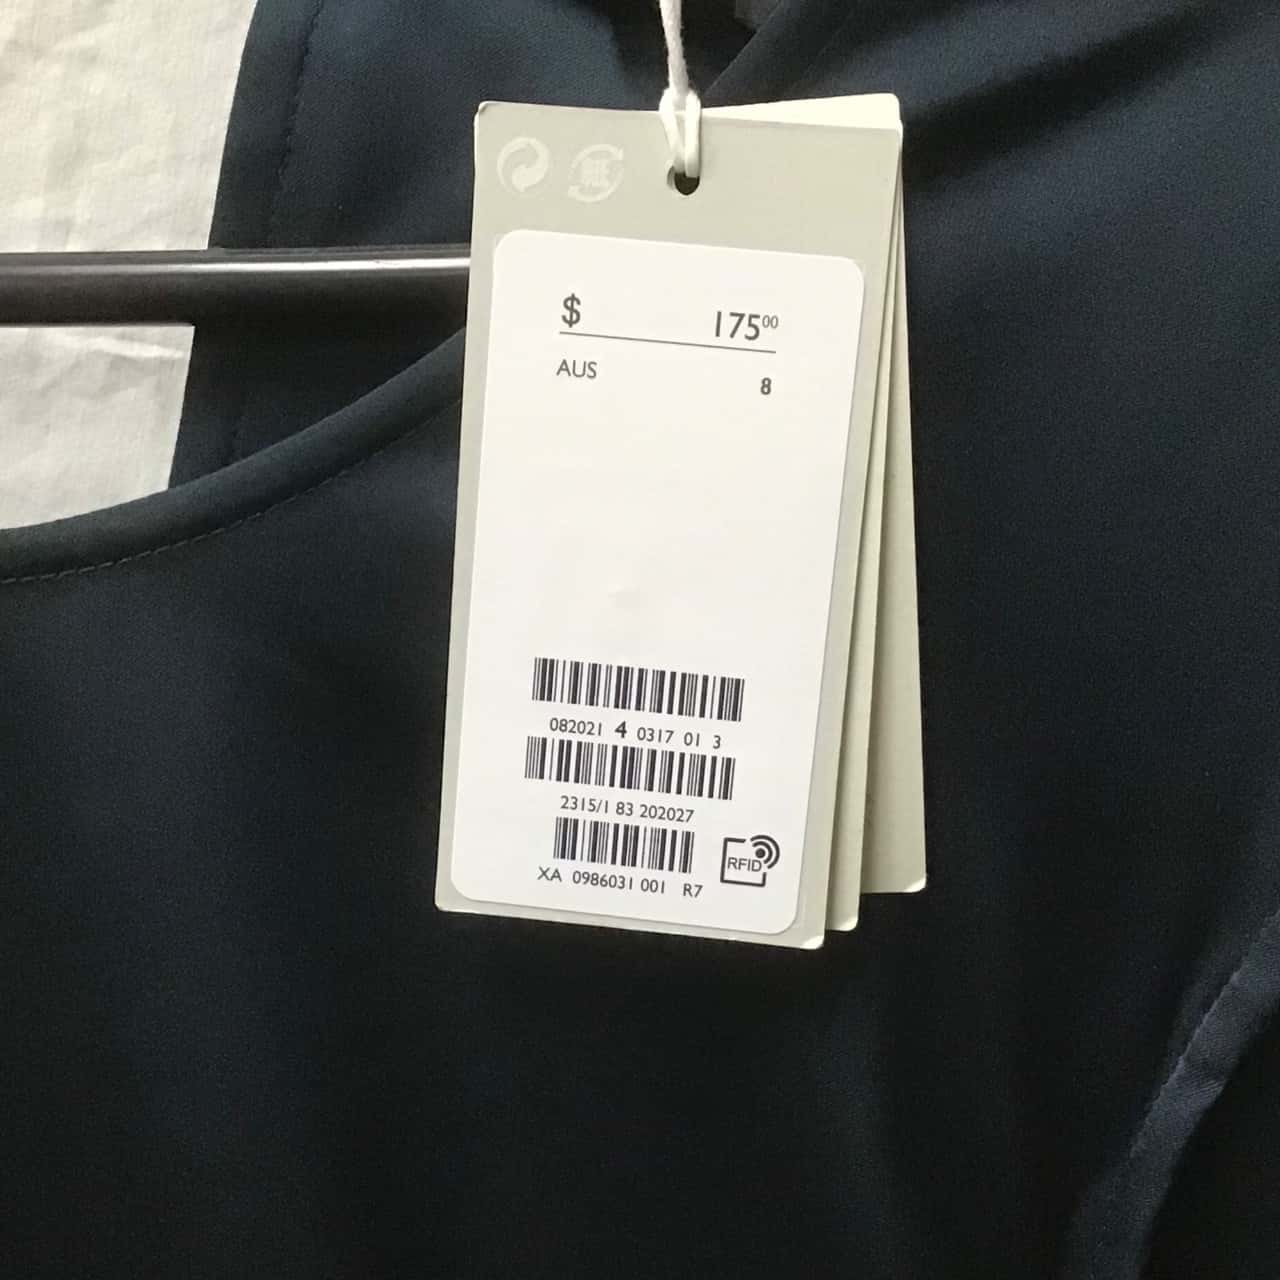 $ 175⁰⁰
AUS 8
082021 4 0317 01 3
2315/1 83 202027
XA 0986031 001 R7
RFID